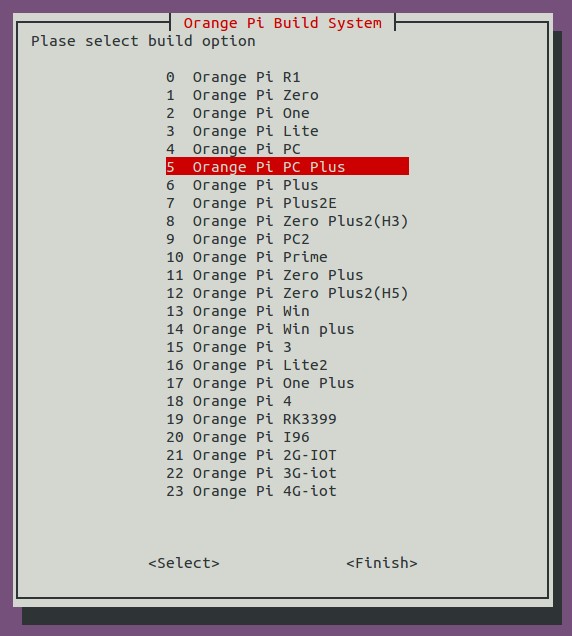 Orange Pi Build System
Plase select build option
0 Orange Pi R1
1 Orange Pi Zero
2 Orange Pi One
3 Orange Pi Lite
4 Orange Pi PC
5 Orange Pi PC Plus
6 Orange Pi Plus
7 Orange Pi Plus2E
8 Orange Pi Zero Plus2(H3)
9 Orange Pi PC2
10 Orange Pi Prime
11 Orange Pi Zero Plus
12 Orange Pi Zero Plus2(H5)
13 Orange Pi Win
14 Orange Pi Win plus
15 Orange Pi 3
16 Orange Pi Lite2
17 Orange Pi One Plus
18 Orange Pi 4
19 Orange Pi RK3399
20 Orange Pi I96
21 Orange Pi 2G-IOT
22 Orange Pi 3G-iot
23 Orange Pi 4G-iot
<Select> <Finish>